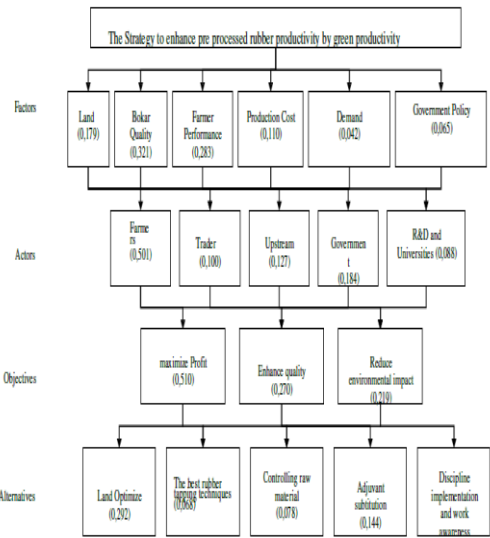 The Strategy to enhance pre processed rubber productivity by green productivity
Factors
Land
(0,179)
Bokar
Quality
(0,321)
Farmer
Performance
(0,283)
Production Cost
(0,110)
Demand
(0,042)
Government Policy
(0,065)
Actors
Farme
rs
(0,501)
Trader
(0,100)
Upstream
(0,127)
Governmen
t
(0,184)
R&D and
Universities (0,088)
Objectives
maximize Profit
(0,510)
Enhance quality
(0,270)
Reduce
environmental impact
(0,219)
Alternatives
Land Optimize
(0,292)
The best rubber
tapping techniques
(0,068)
Controlling raw
material
(0,078)
Adjuvant
subtitution
(0,144)
Discipline
implementation
and work
awareness